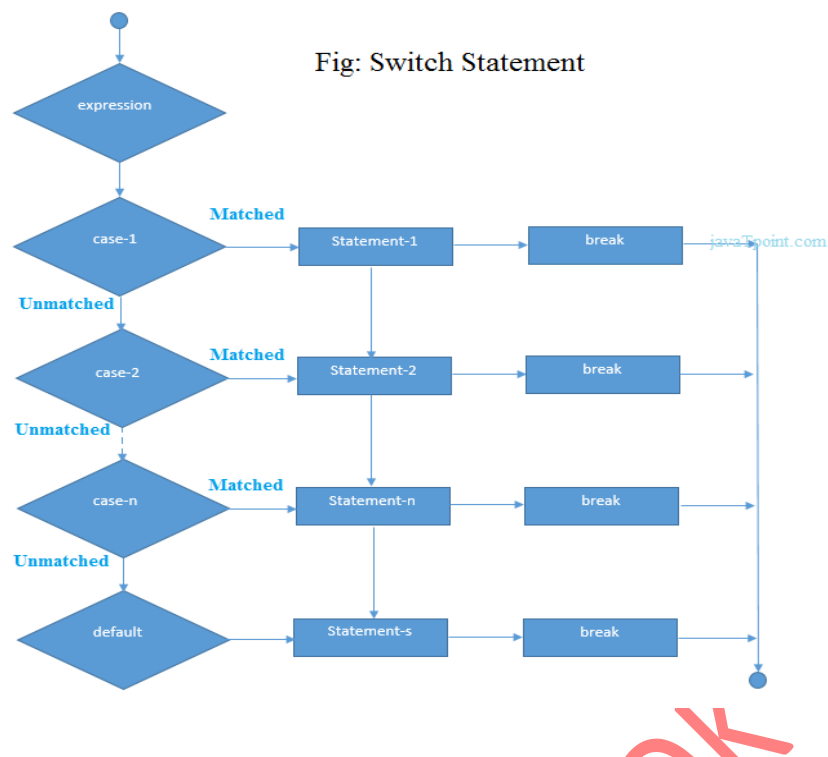 Fig: Switch Statement
expression
case-1
Matched
Statement-1
break
javaTpoint.com
Unmatched
case-2
Matched
Statement-2
break
Unmatched
case-n
Matched
Statement-n
break
Unmatched
default
Statement-s
break